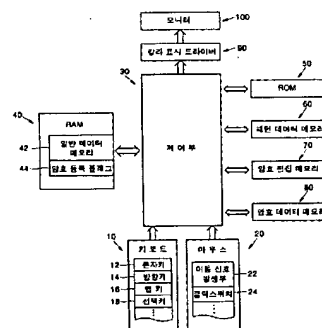 모니터
100
칼라 표시 드라이버
90
30
50
ROM
40
60
RAM
패턴 데이터 메모리
42
일반 데이터
메모리
제어부
70
44
암호 등록 플래그
암호 편집 메모리
80
암호 데이터 메모리
10
20
키보드
마우스
12
문자키
14
방향키
이동 신호
발생부
22
16
탭 키
18
선택키
클릭스위치
24